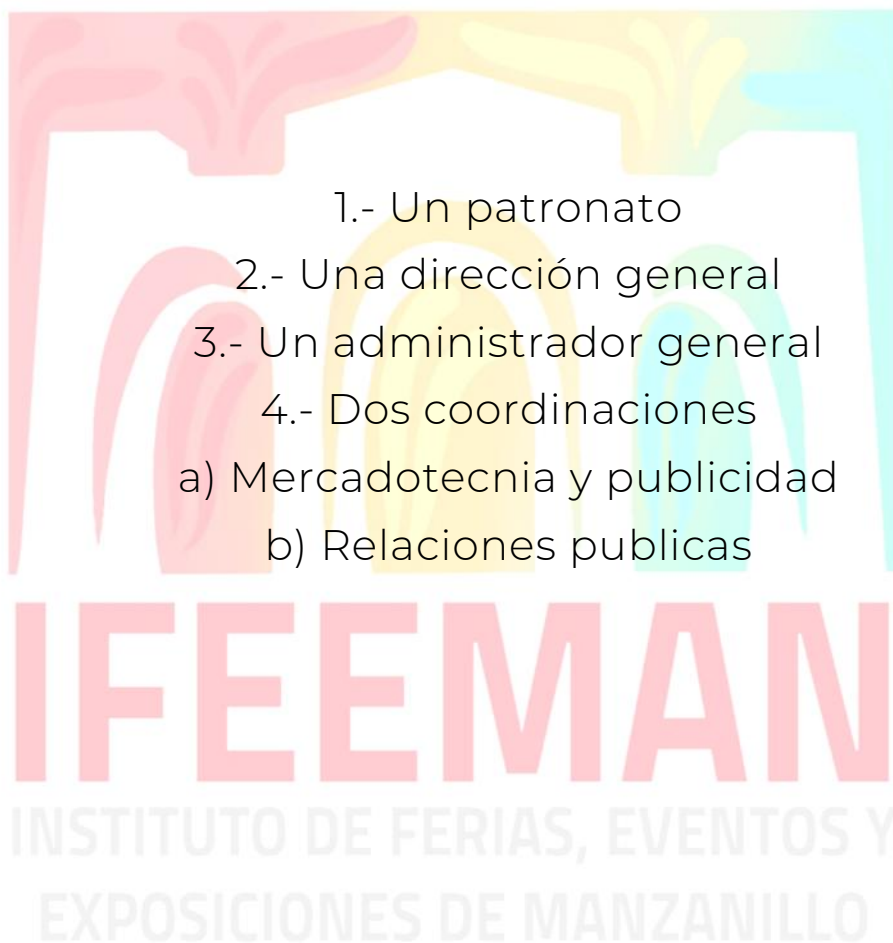 1.- Un patronato
2.- Una dirección general
3.- Un administrador general
4.- Dos coordinaciones
a) Mercadotecnia y publicidad
b) Relaciones publicas
IFEEMAN
INSTITUTO DE FERIAS, EVENTOS Y
EXPOSICIONES DE MANZANILLO